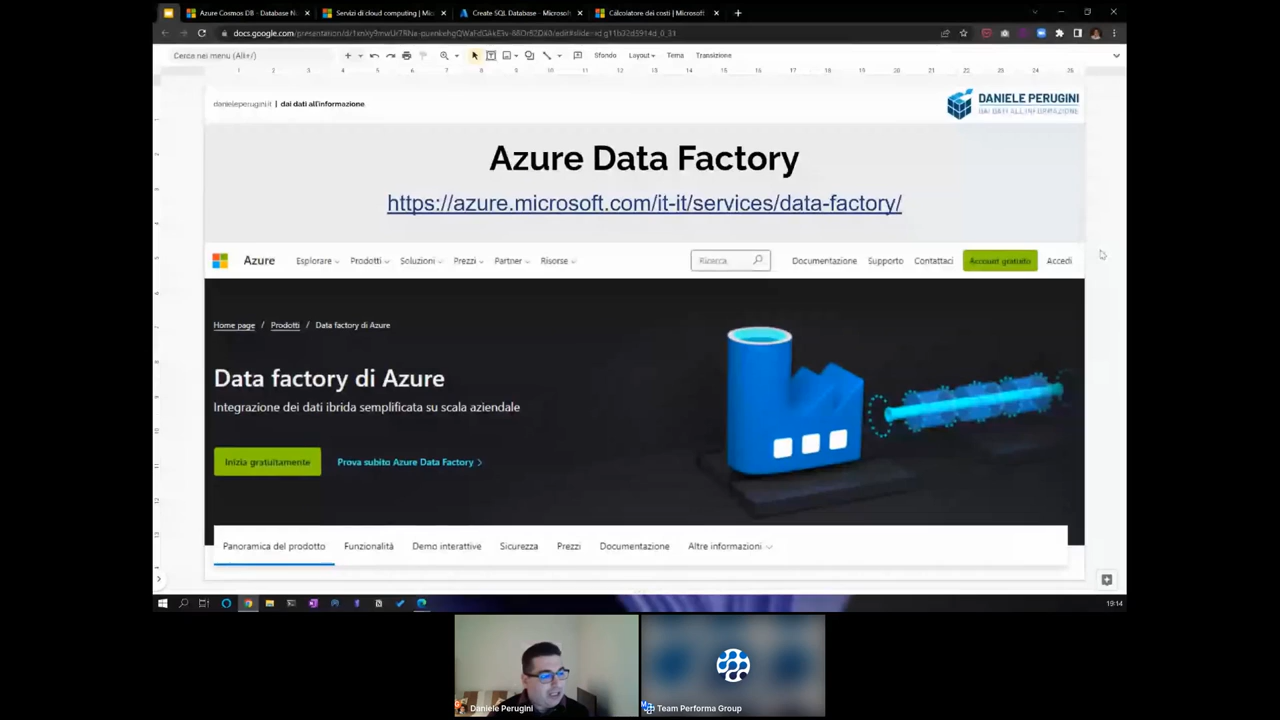 Azure Cosmos DB - Database N
Servizi di cloud computing | Mic
Create SQL Database - Microsoft
Calcolatore dei costi | Microsoft
Cerca nei menu (Alt+/)
Sfondo
Layout
Tema
Transizione
danieleperugini.it | dai dati all'informazione
DANIELE PERUGINI
DAI DATI ALL'INFORMAZIONE
Azure Data Factory
https://azure.microsoft.com/it-it/services/data-factory/
Azure
Esplorare
Prodotti
Soluzioni
Prezzi
Partner
Risorse
Ricerca
Documentazione
Supporto
Contattaci
Account gratuito
Accedi
Home page / Prodotti / Data factory di Azure
Data factory di Azure
Integrazione dei dati ibrida semplificata su scala aziendale
Inizia gratuitamente
Prova subito Azure Data Factory
Panoramica del prodotto
Funzionalità
Demo interattive
Sicurezza
Prezzi
Documentazione
Altre informazioni
19:14
Daniele Perugini
Team Performa Group